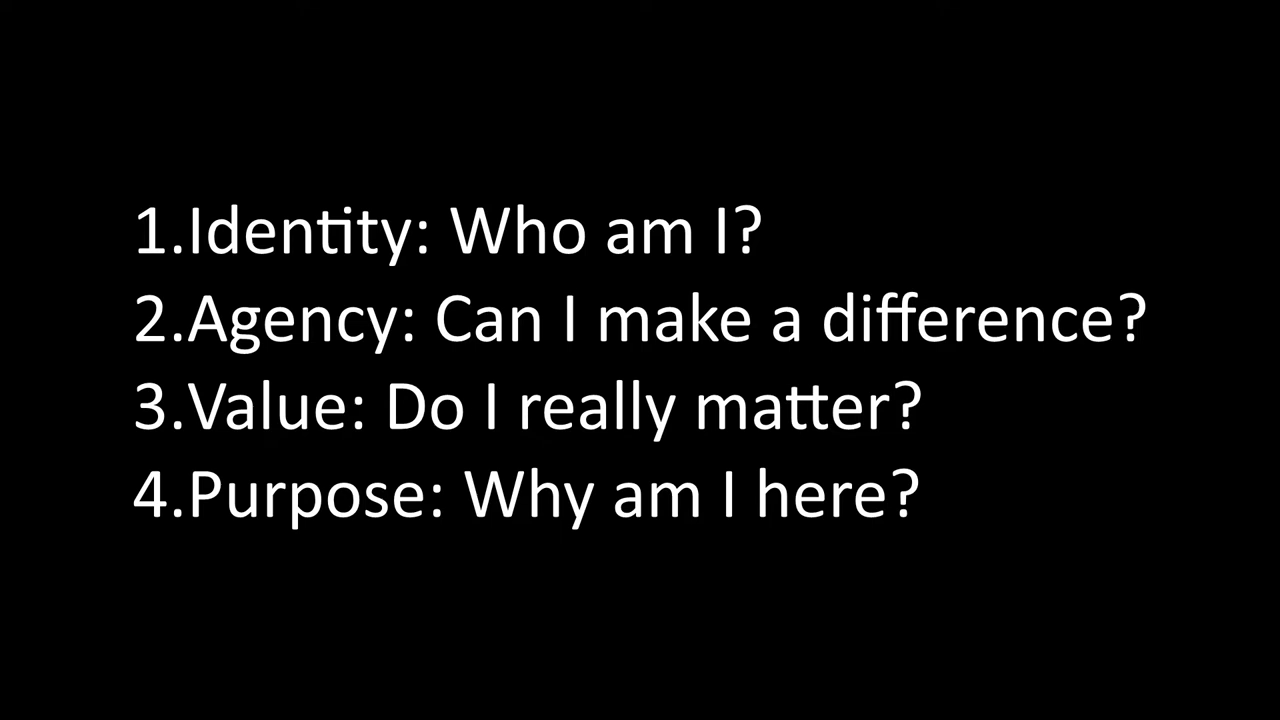 1.Identity: Who am I?
2.Agency: Can I make a difference?
3.Value: Do I really matter?
4.Purpose: Why am I here?